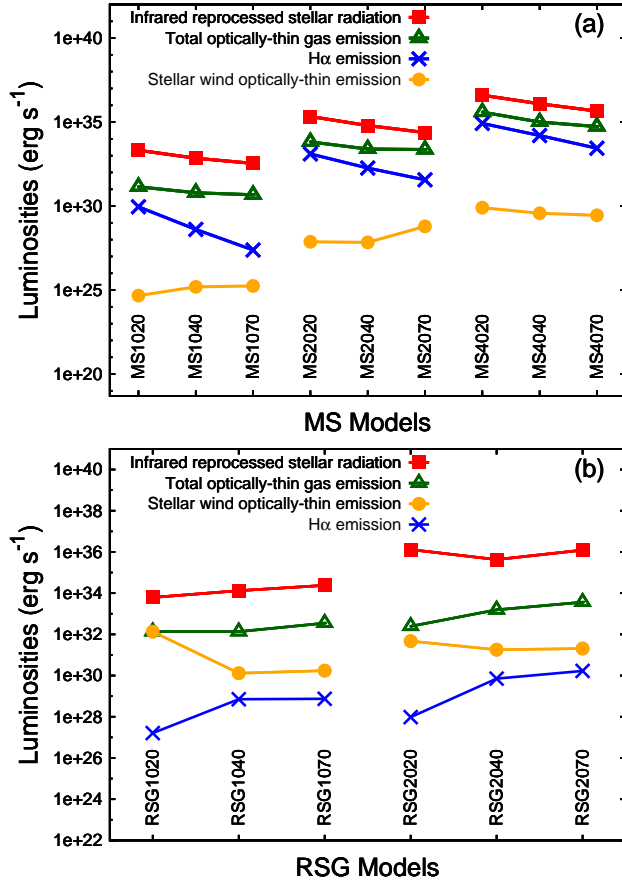 (a)
Infrared reprocessed stellar radiation
Total optically-thin gas emission
Hα emission
Stellar wind optically-thin emission
Luminosities (erg s⁻¹)
1e+40
1e+35
1e+30
1e+25
1e+20
MS1020
MS1040
MS1070
MS2020
MS2040
MS2070
MS4020
MS4040
MS4070
MS Models
(b)
Infrared reprocessed stellar radiation
Total optically-thin gas emission
Stellar wind optically-thin emission
Hα emission
Luminosities (erg s⁻¹)
1e+40
1e+38
1e+36
1e+34
1e+32
1e+30
1e+28
1e+26
1e+24
1e+22
RSG1020
RSG1040
RSG1070
RSG2020
RSG2040
RSG2070
RSG Models